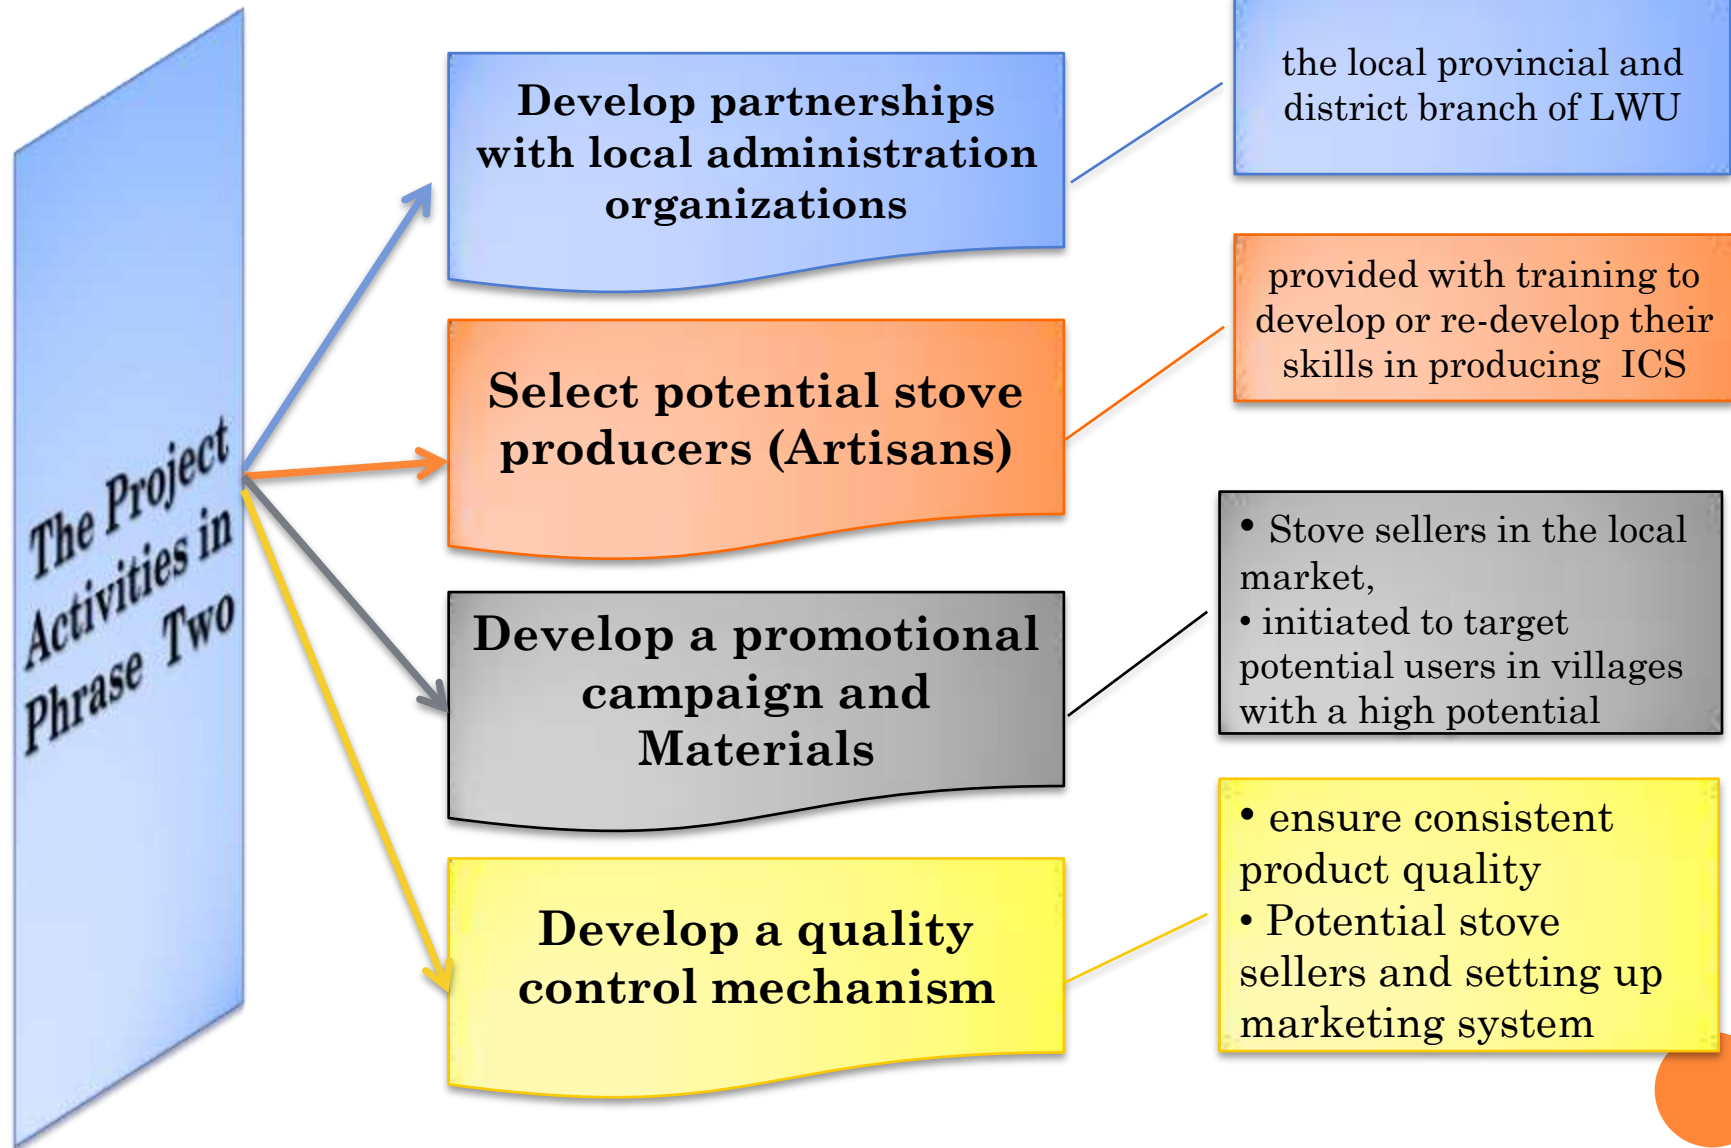 The Project
Activities in
Phrase Two
Develop partnerships
with local administration
organizations
the local provincial and
district branch of LWU
Select potential stove
producers (Artisans)
provided with training to
develop or re-develop their
skills in producing ICS
Develop a promotional
campaign and
Materials
• Stove sellers in the local
market,
• initiated to target
potential users in villages
with a high potential
Develop a quality
control mechanism
• ensure consistent
product quality
• Potential stove
sellers and setting up
marketing system